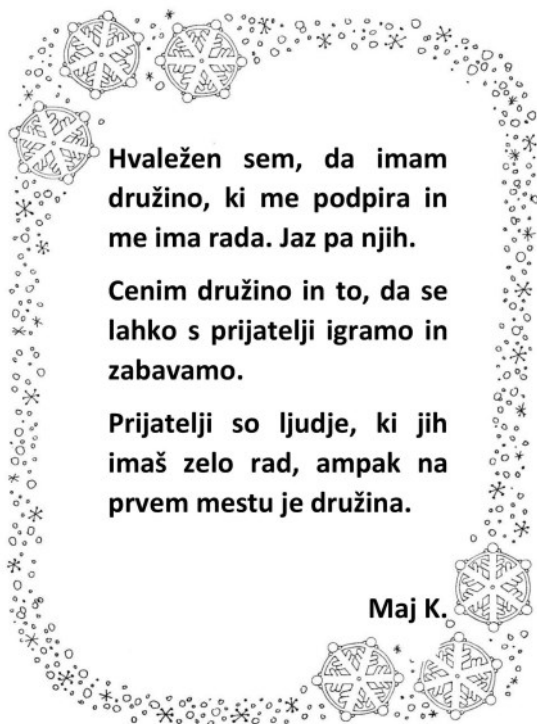 Hvaležen sem, da imam
družino, ki me podpira in
me ima rada. Jaz pa njih.
Cenim družino in to, da se
lahko s prijatelji igramo in
zabavamo.
Prijatelji so ljudje, ki jih
imaš zelo rad, ampak na
prvem mestu je družina.
Maj K.